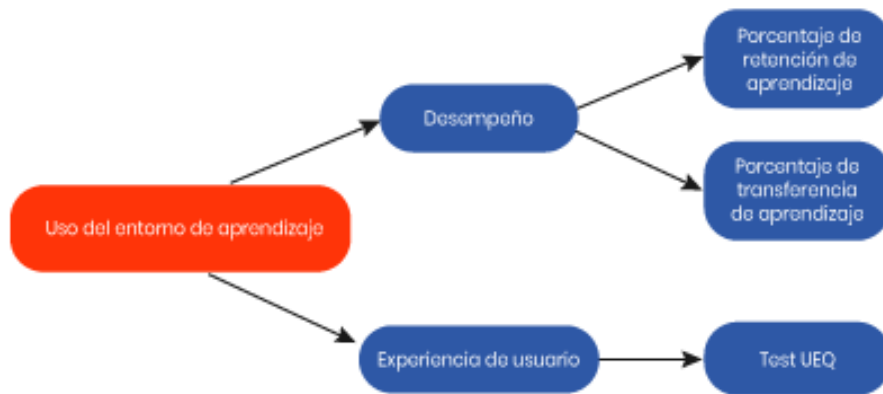 Porcentaje de
retención de
aprendizaje
Desempeño
Porcentaje de
transferencia
de aprendizaje
Uso del entorno de aprendizaje
Experiencia de usuario
Test UEQ